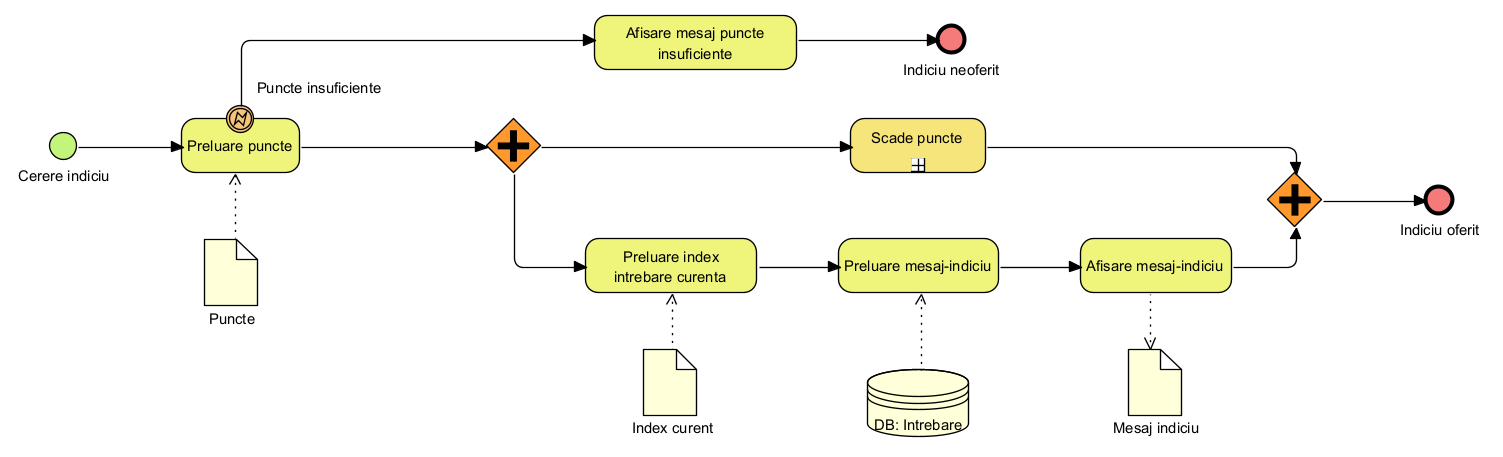 Afisare mesaj puncte
insuficiente
Indiciu neoferit
Puncte insuficiente
Cerere indiciu
Preluare puncte
Scade puncte
Indiciu oferit
Puncte
Preluare index
intrebare curenta
Preluare mesaj-indiciu
Afisare mesaj-indiciu
Index curent
DB: Intrebare
Mesaj indiciu